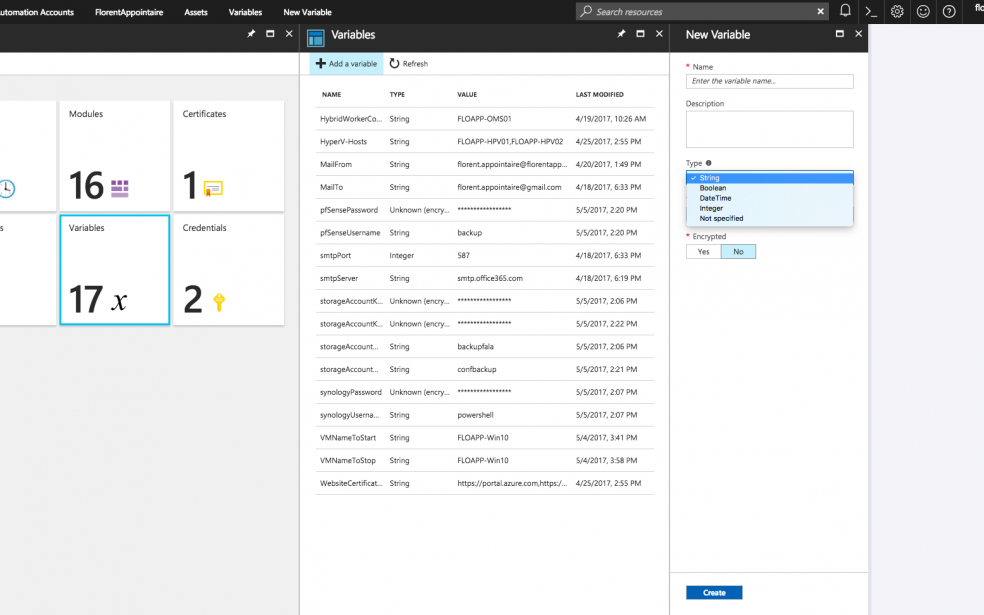 utomation Accounts FlorentAppointaire Assets Variables New Variable Search resources flo
Variables
New Variable
Add a variable Refresh
NAME TYPE VALUE LAST MODIFIED
HybridWorkerCo... String FLOAPP-OMS01 4/19/2017, 10:26 AM
HyperV-Hosts String FLOAPP-HPV01,FLOAPP-HPV02 4/25/2017, 2:55 PM
MailFrom String florent.appointaire@florentapp... 4/20/2017, 1:49 PM
MailTo String florent.appointaire@gmail.com 4/18/2017, 6:33 PM
pfSensePassword Unknown (encry... **************** 5/5/2017, 2:20 PM
pfSenseUsername String backup 5/5/2017, 2:20 PM
smtpPort Integer 587 4/18/2017, 6:33 PM
smtpServer String smtp.office365.com 4/18/2017, 6:19 PM
storageAccountK... Unknown (encry... **************** 5/5/2017, 2:06 PM
storageAccountK... Unknown (encry... **************** 5/5/2017, 2:22 PM
storageAccount... String backupfala 5/5/2017, 2:06 PM
storageAccount... String confbackup 5/5/2017, 2:21 PM
synologyPassword Unknown (encry... **************** 5/5/2017, 2:07 PM
synologyUserna... String powershell 5/5/2017, 2:07 PM
VMNameToStart String FLOAPP-Win10 5/4/2017, 3:41 PM
VMNameToStop String FLOAPP-Win10 5/4/2017, 3:58 PM
WebsiteCertificat... String https://portal.azure.com,https:/... 4/25/2017, 2:55 PM
Modules
16
Certificates
1
s
Variables
17 x
Credentials
2
* Name
Enter the variable name...
Description
Type
✓ String
Boolean
DateTime
Integer
Not specified
* Encrypted
Yes No
Create